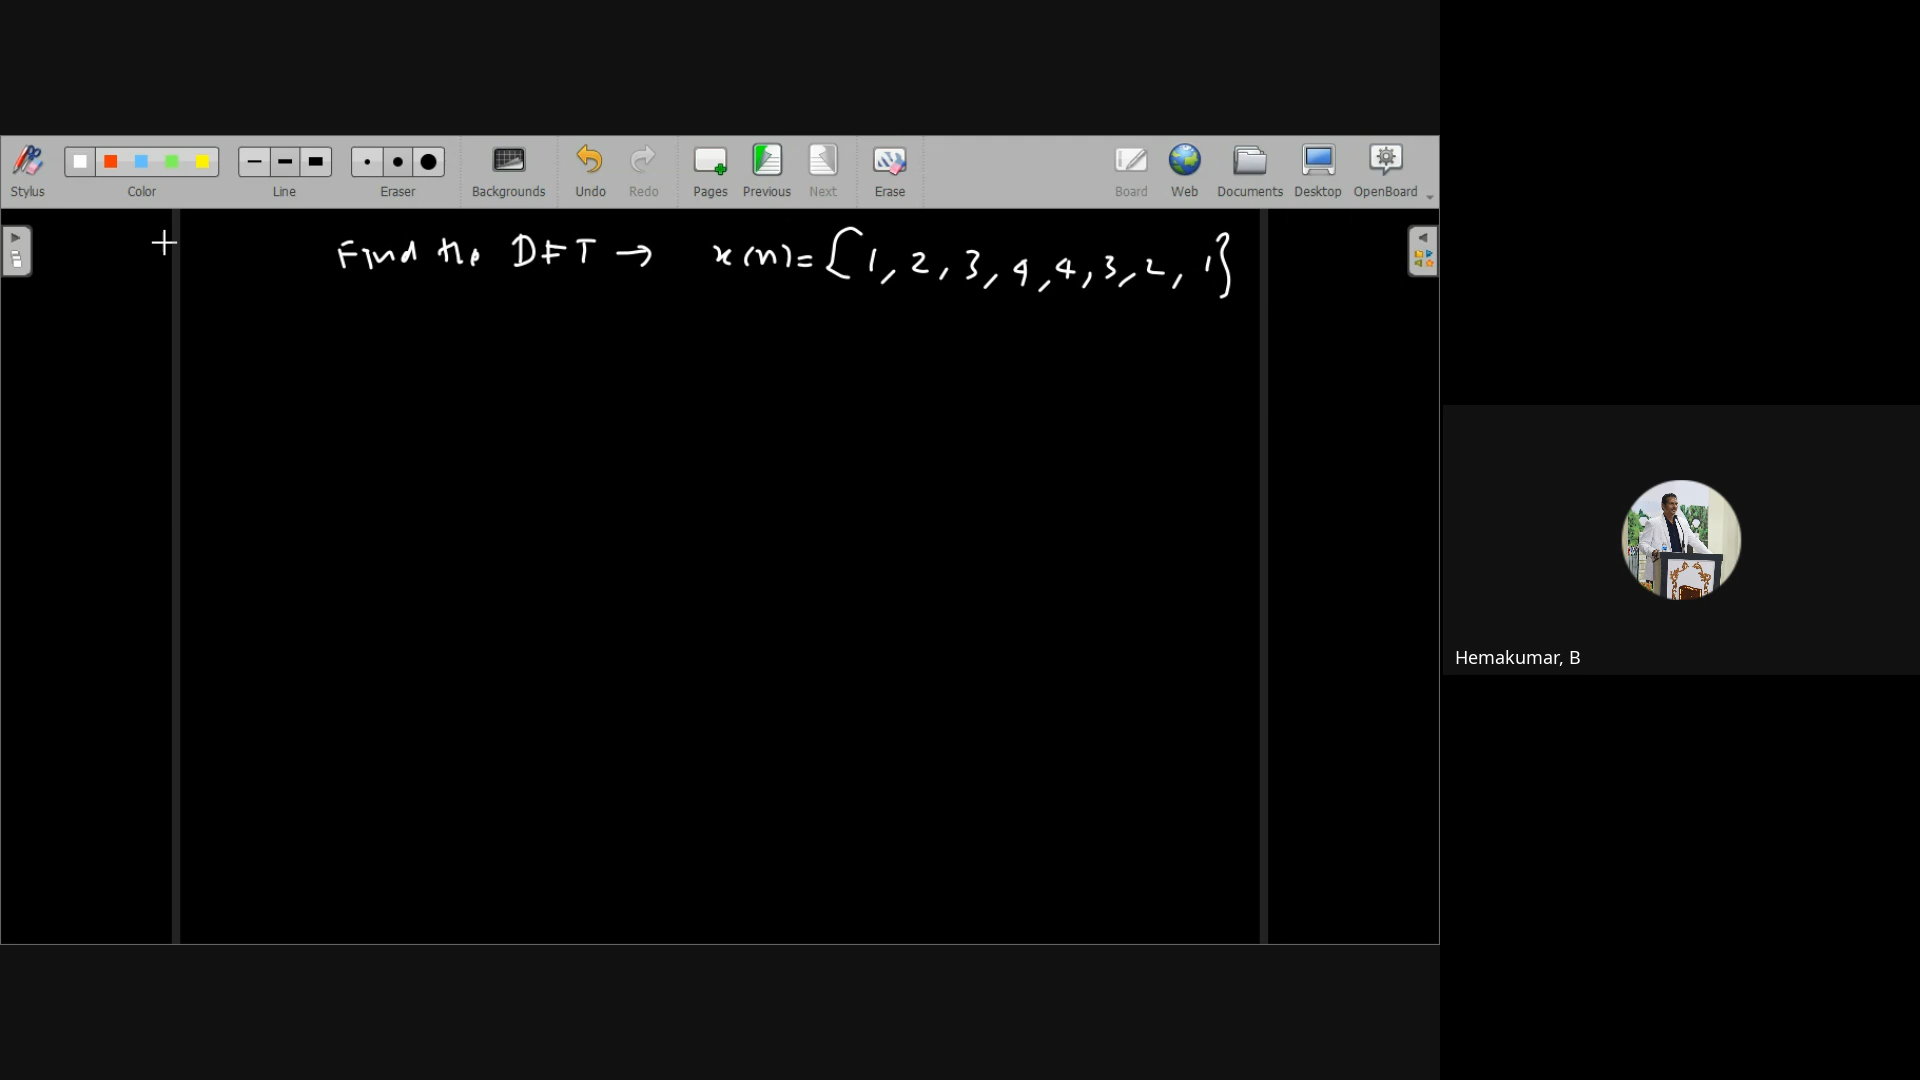 Stylus Color Line Eraser Backgrounds Undo Redo Pages Previous Next Erase Board Web Documents Desktop OpenBoard
Find the DFT → x(n)= {1, 2, 3, 4, 4, 3, 2, 1}
Hemakumar, B